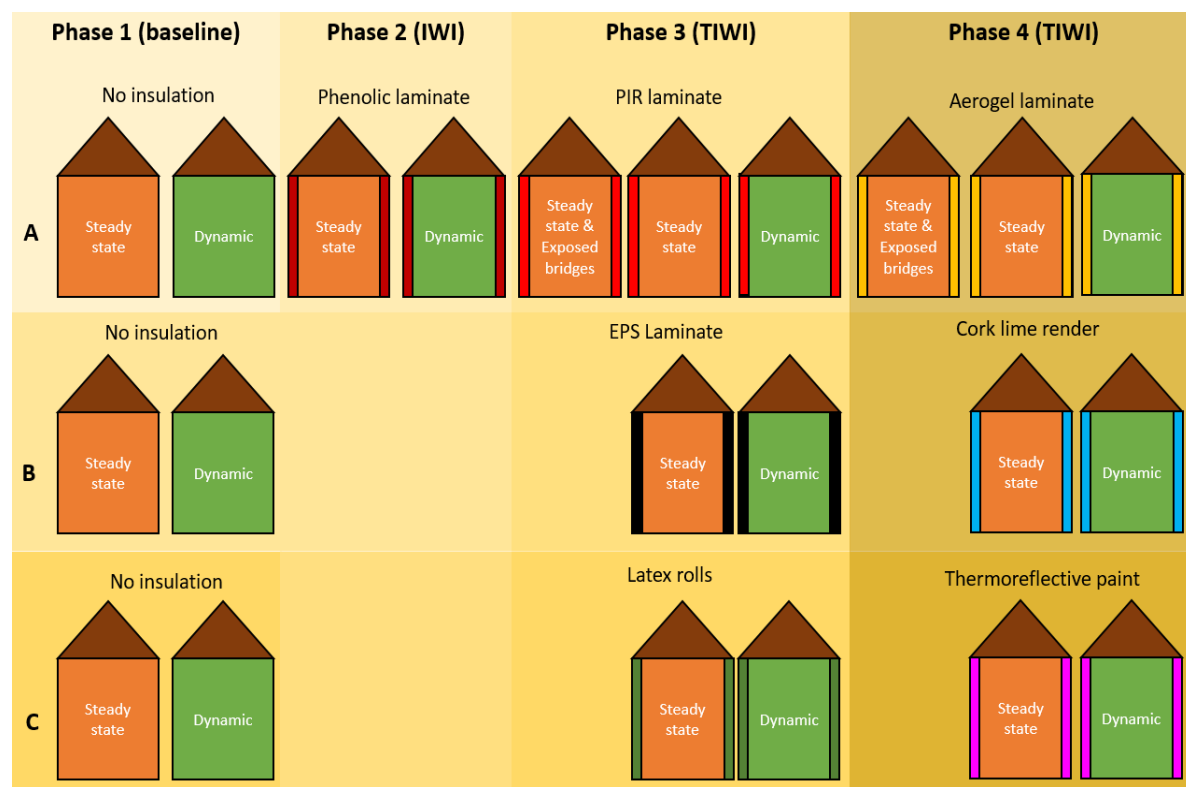 Phase 1 (baseline)
Phase 2 (IWI)
Phase 3 (TIWI)
Phase 4 (TIWI)
No insulation
Phenolic laminate
PIR laminate
Aerogel laminate
A
Steady
state
Dynamic
Steady
state
Dynamic
Steady
state &
Exposed
bridges
Steady
state
Dynamic
Steady
state &
Exposed
bridges
Steady
state
Dynamic
No insulation
EPS Laminate
Cork lime render
B
Steady
state
Dynamic
Steady
state
Dynamic
Steady
state
Dynamic
No insulation
Latex rolls
Thermoreflective paint
C
Steady
state
Dynamic
Steady
state
Dynamic
Steady
state
Dynamic